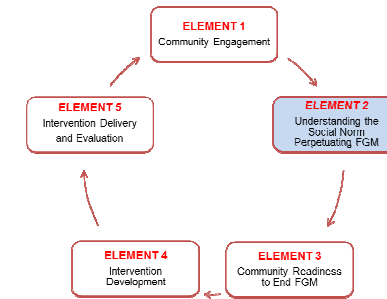 ELEMENT 1
Community Engagement
ELEMENT 2
Understanding the
Social Norm
Perpetuating FGM
ELEMENT 3
Community Readiness
to End FGM
ELEMENT 4
Intervention
Development
ELEMENT 5
Intervention Delivery
and Evaluation